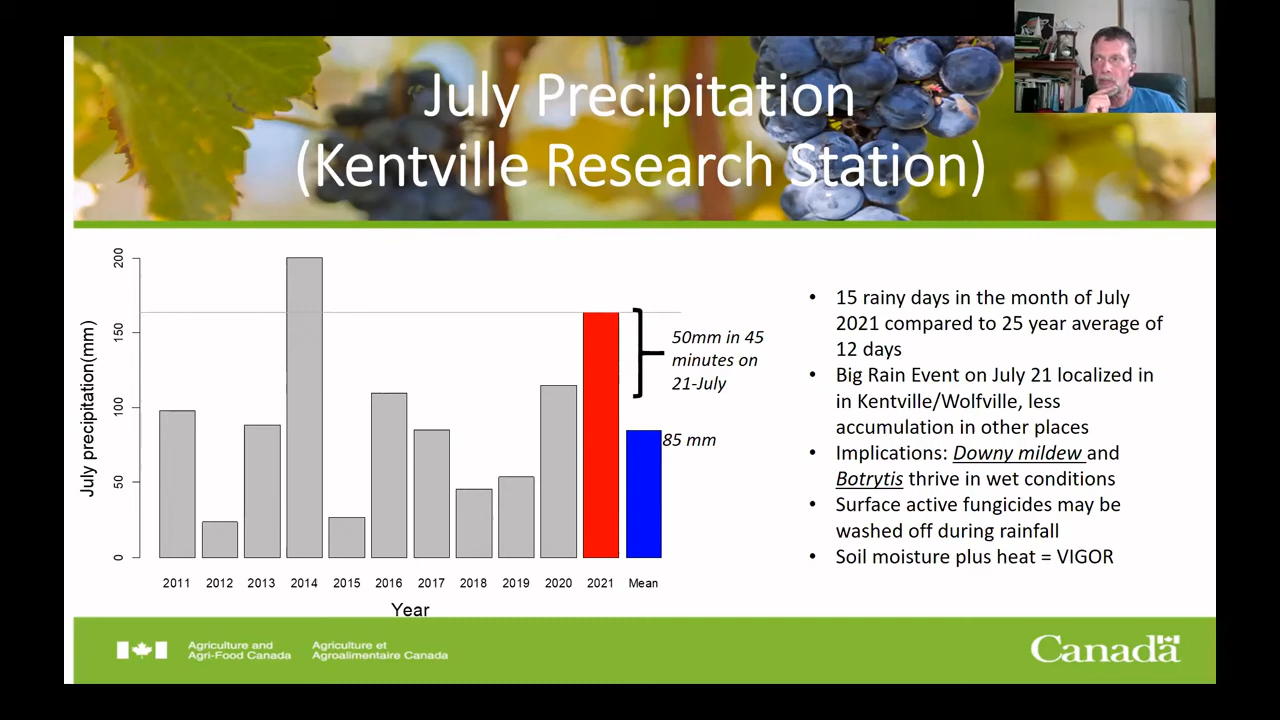 July Precipitation
(Kentville Research Station)
200
150
100
50
0
July precipitation(mm)
2011 2012 2013 2014 2015 2016 2017 2018 2019 2020 2021 Mean
Year
50mm in 45
minutes on
21-July
85 mm
• 15 rainy days in the month of July
2021 compared to 25 year average of
12 days
• Big Rain Event on July 21 localized in
in Kentville/Wolfville, less
accumulation in other places
• Implications: Downy mildew and
Botrytis thrive in wet conditions
• Surface active fungicides may be
washed off during rainfall
• Soil moisture plus heat = VIGOR
Agriculture and
Agri-Food Canada
Agriculture et
Agroalimentaire Canada
Canada